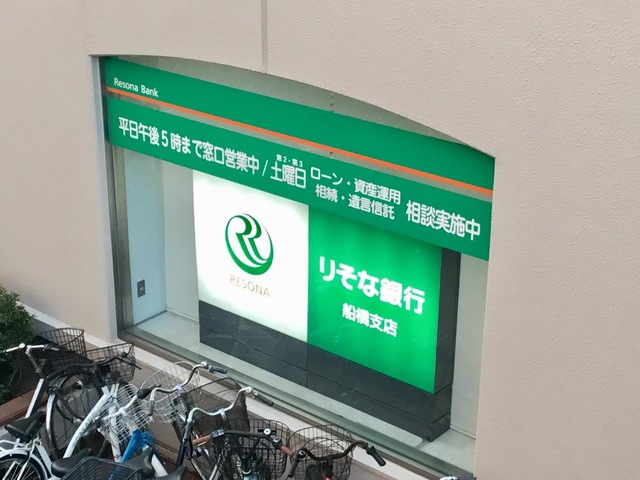 Resona Bank
平日午後5時まで窓口営業中/第2・第3土曜日 ローン・資産運用 相続・遺言信託 相談実施中
RESONA
りそな銀行
船橋支店